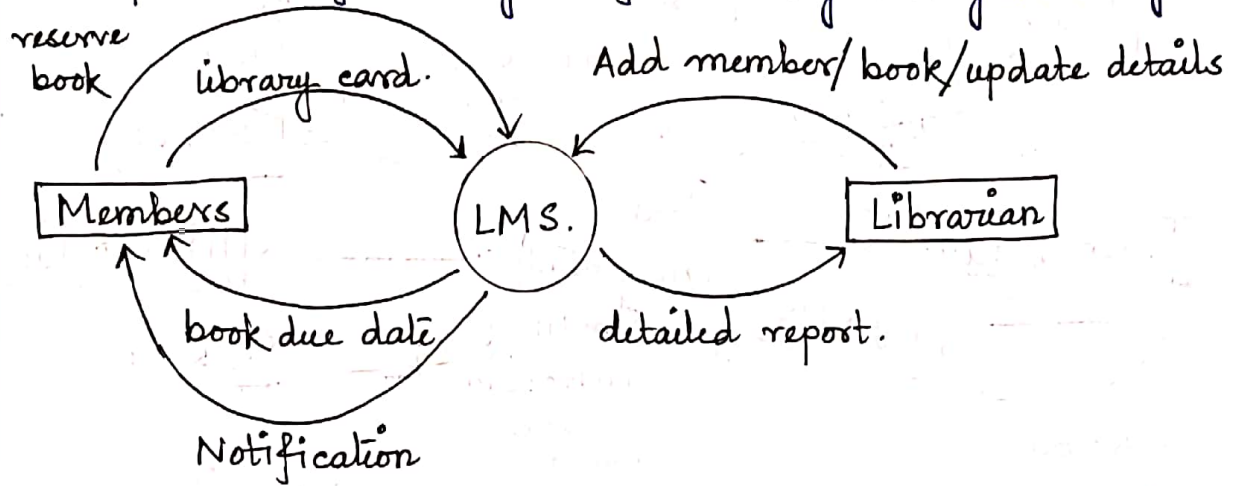 reserve
book
library card.
Add member/book/update details
Members
LMS.
Librarian
book due date
detailed report.
Notification